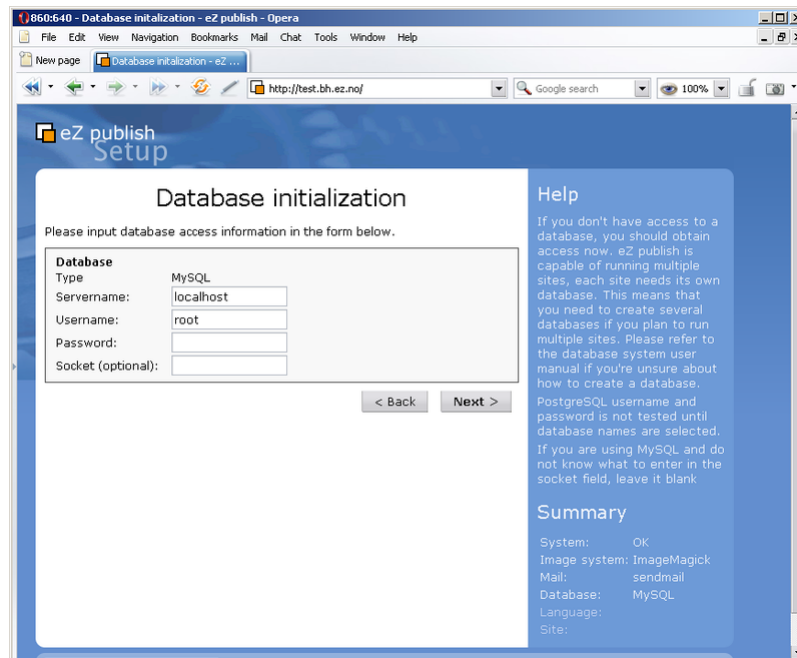 860:640 - Database initalization - eZ publish - Opera
File Edit View Navigation Bookmarks Mail Chat Tools Window Help
New page Database initalization - eZ ...
http://test.bh.ez.no/ Google search 100%
eZ publish
Setup
Database initialization
Please input database access information in the form below.
Database
Type MySQL
Servername: localhost
Username: root
Password:
Socket (optional):
< Back Next >
Help
If you don't have access to a
database, you should obtain
access now. eZ publish is
capable of running multiple
sites, each site needs its own
database. This means that
you need to create several
databases if you plan to run
multiple sites. Please refer to
the database system user
manual if you're unsure about
how to create a database.
PostgreSQL username and
password is not tested until
database names are selected.
If you are using MySQL and do
not know what to enter in the
socket field, leave it blank
Summary
System: OK
Image system: ImageMagick
Mail: sendmail
Database: MySQL
Language:
Site: